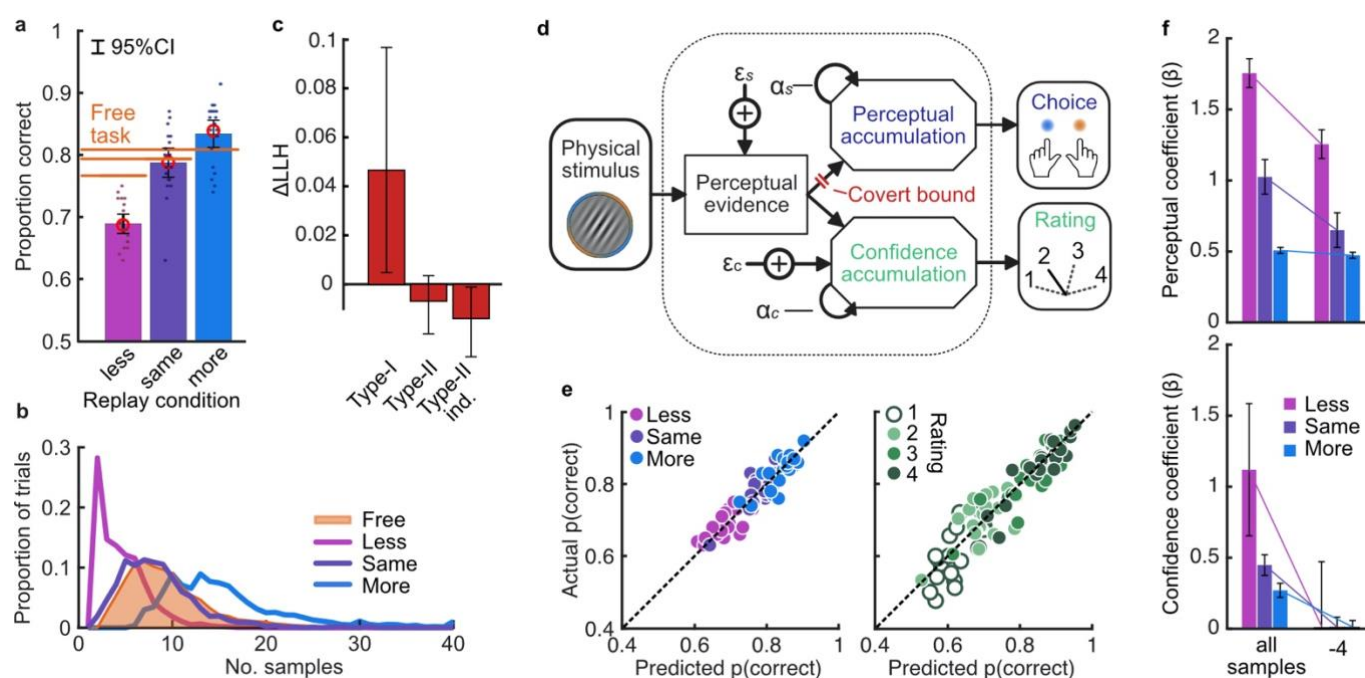 a
I 95%CI
Free
task
Proportion correct
1
0.9
0.8
0.7
0.6
0.5
less
same
more
Replay condition
b
Proportion of trials
0.3
0.2
0.1
0
Free
Less
Same
More
0
10
20
30
40
No. samples
c
ΔLLH
0.1
0.08
0.06
0.04
0.02
0
Type-I
Type-II
Type-II
ind.
d
Physical
stimulus
εs
αs
Perceptual
evidence
Perceptual
accumulation
Covert bound
εc
αc
Confidence
accumulation
Choice
Rating
1 2 3 4
e
Actual p(correct)
1
0.8
0.6
0.4
Less
Same
More
0.4
0.6
0.8
1
Predicted p(correct)
1
2
3
4
Rating
0.4
0.6
0.8
1
Predicted p(correct)
f
Perceptual coefficient (β)
2
1.5
1
0.5
0
Confidence coefficient (β)
2
1.5
1
0.5
0
Less
Same
More
all
samples
-4